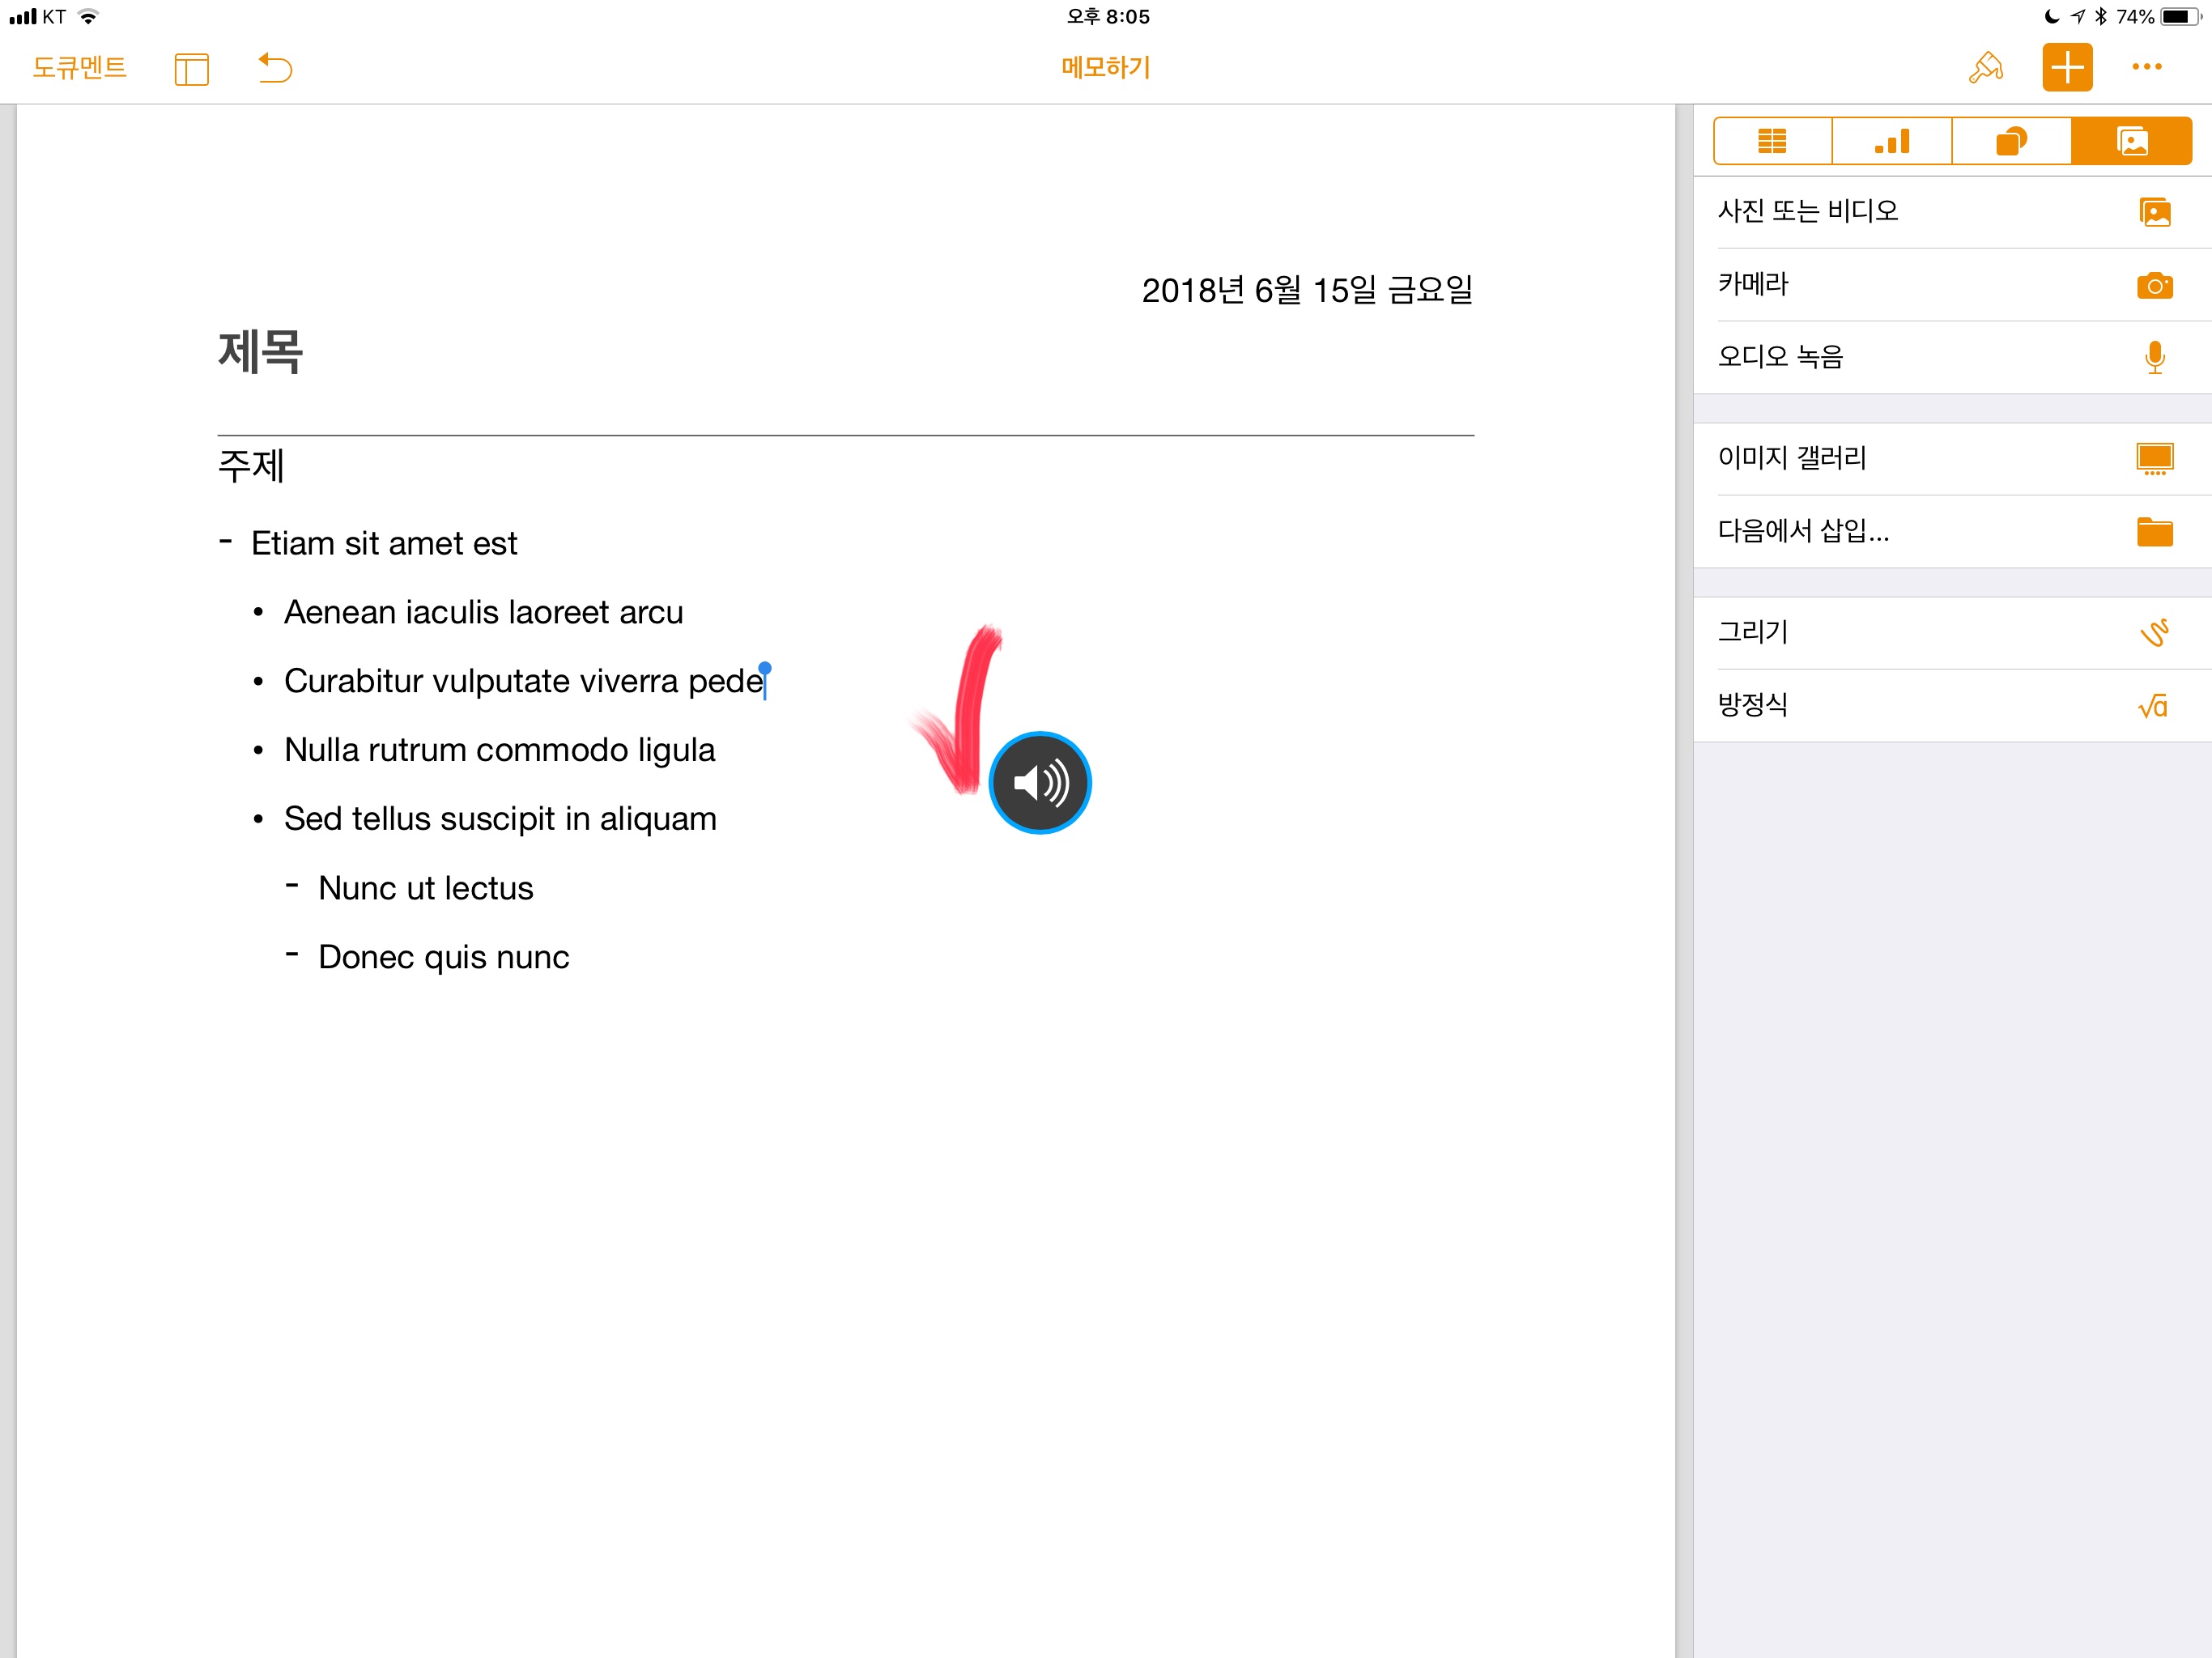 KT
오후 8:05
74%
도큐멘트
메모하기
2018년 6월 15일 금요일
제목
주제
- Etiam sit amet est
• Aenean iaculis laoreet arcu
• Curabitur vulputate viverra pede
• Nulla rutrum commodo ligula
• Sed tellus suscipit in aliquam
- Nunc ut lectus
- Donec quis nunc
사진 또는 비디오
카메라
오디오 녹음
이미지 갤러리
다음에서 삽입...
그리기
방정식
√a